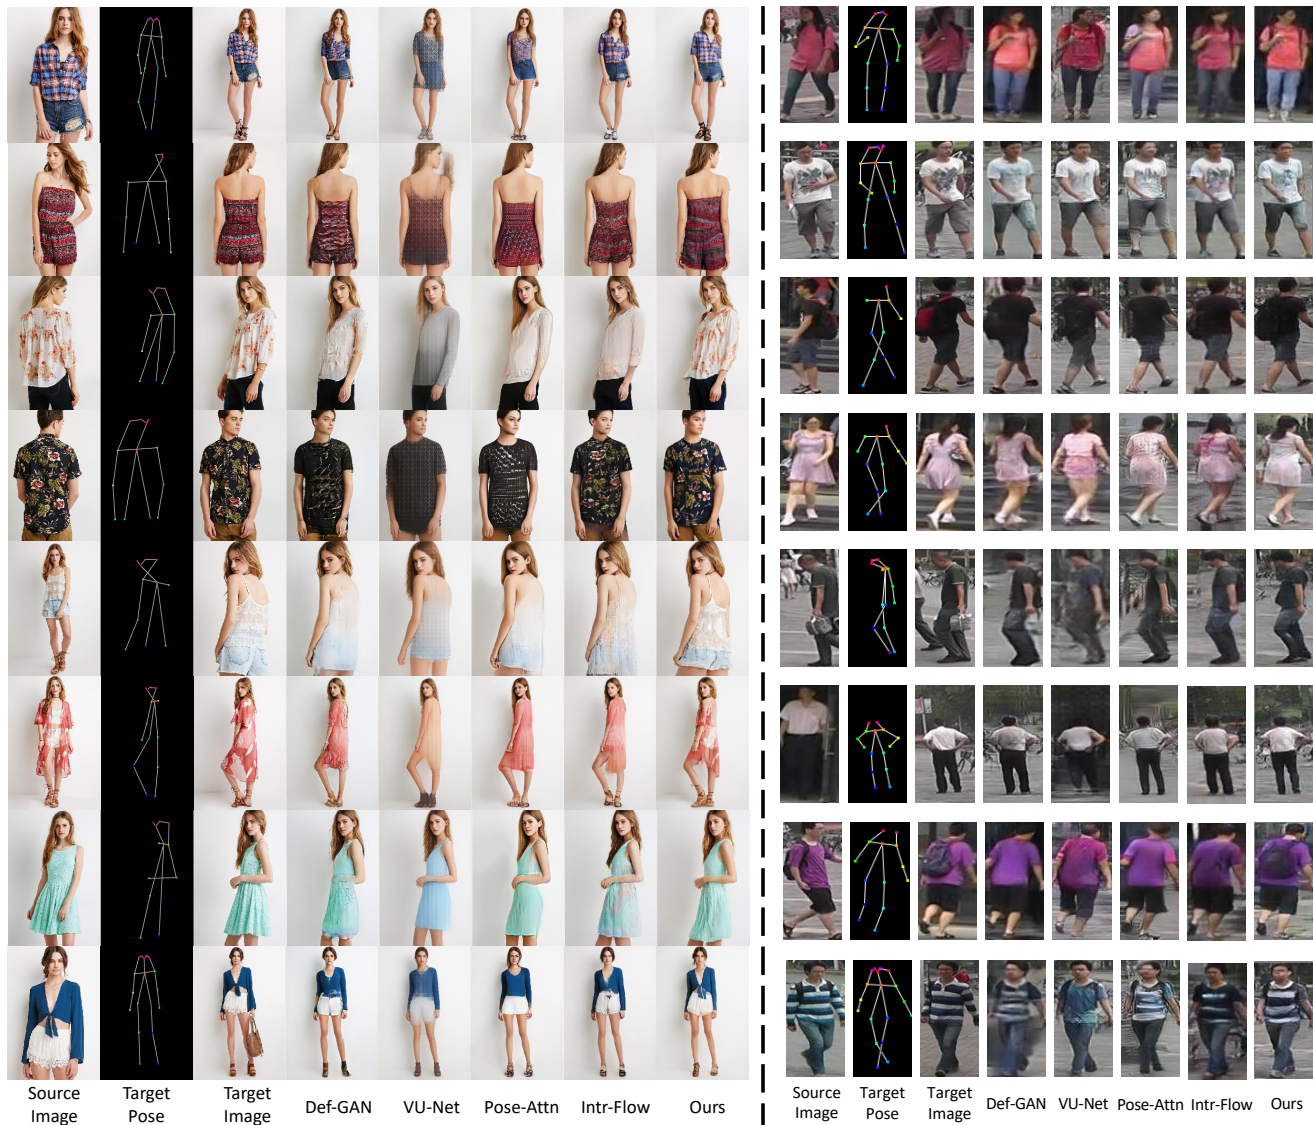 Source Image
Target Pose
Target Image
Def-GAN
VU-Net
Pose-Attn
Intr-Flow
Ours
Source Image
Target Pose
Target Image
Def-GAN
VU-Net
Pose-Attn
Intr-Flow
Ours